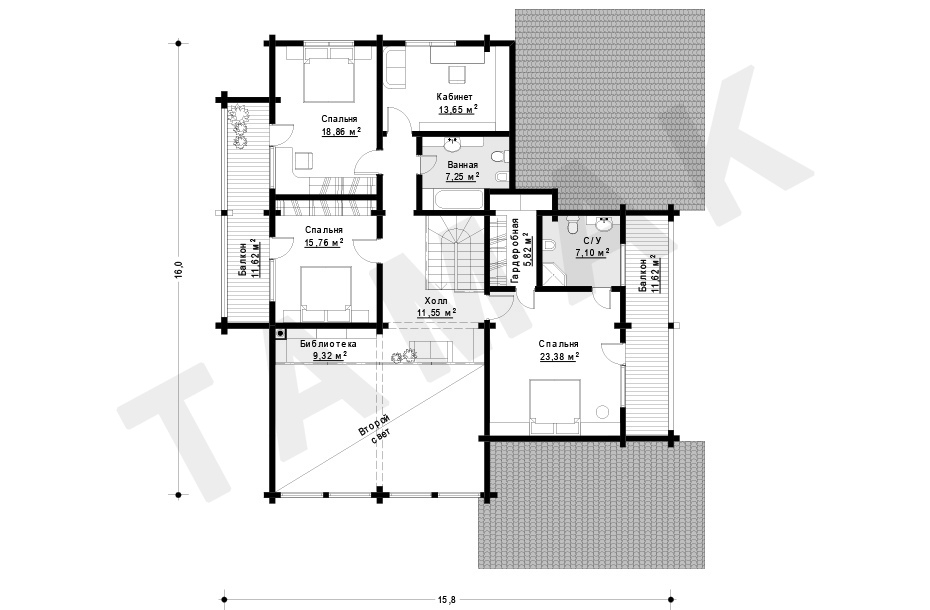 Кабинет
13,65 м²
Спальня
18,86 м²
Ванная
7,25 м²
Спальня
15,76 м²
Балкон
11,62 м²
Гардеробная
5,82 м²
С/У
7,10 м²
Балкон
11,62 м²
16,0
Холл
11,55 м²
Библиотека
9,32 м²
Спальня
23,38 м²
Второй
свет
15,8
TAMAK